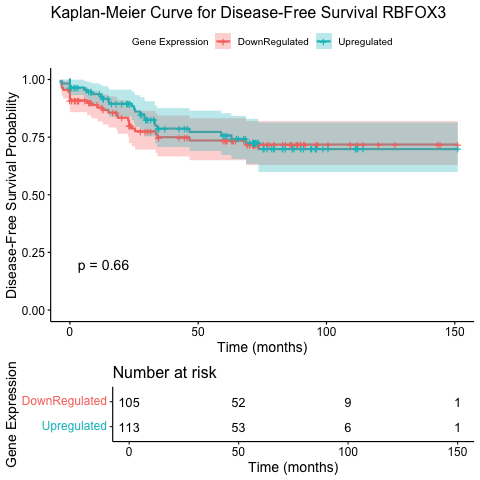 Kaplan-Meier Curve for Disease-Free Survival RBFOX3
Gene Expression DownRegulated Upregulated
Disease-Free Survival Probability
1.00
0.75
0.50
0.25
0.00
p = 0.66
0 50 100 150
Time (months)
Number at risk
Gene Expression
DownRegulated 105 52 9 1
Upregulated 113 53 6 1
0 50 100 150
Time (months)